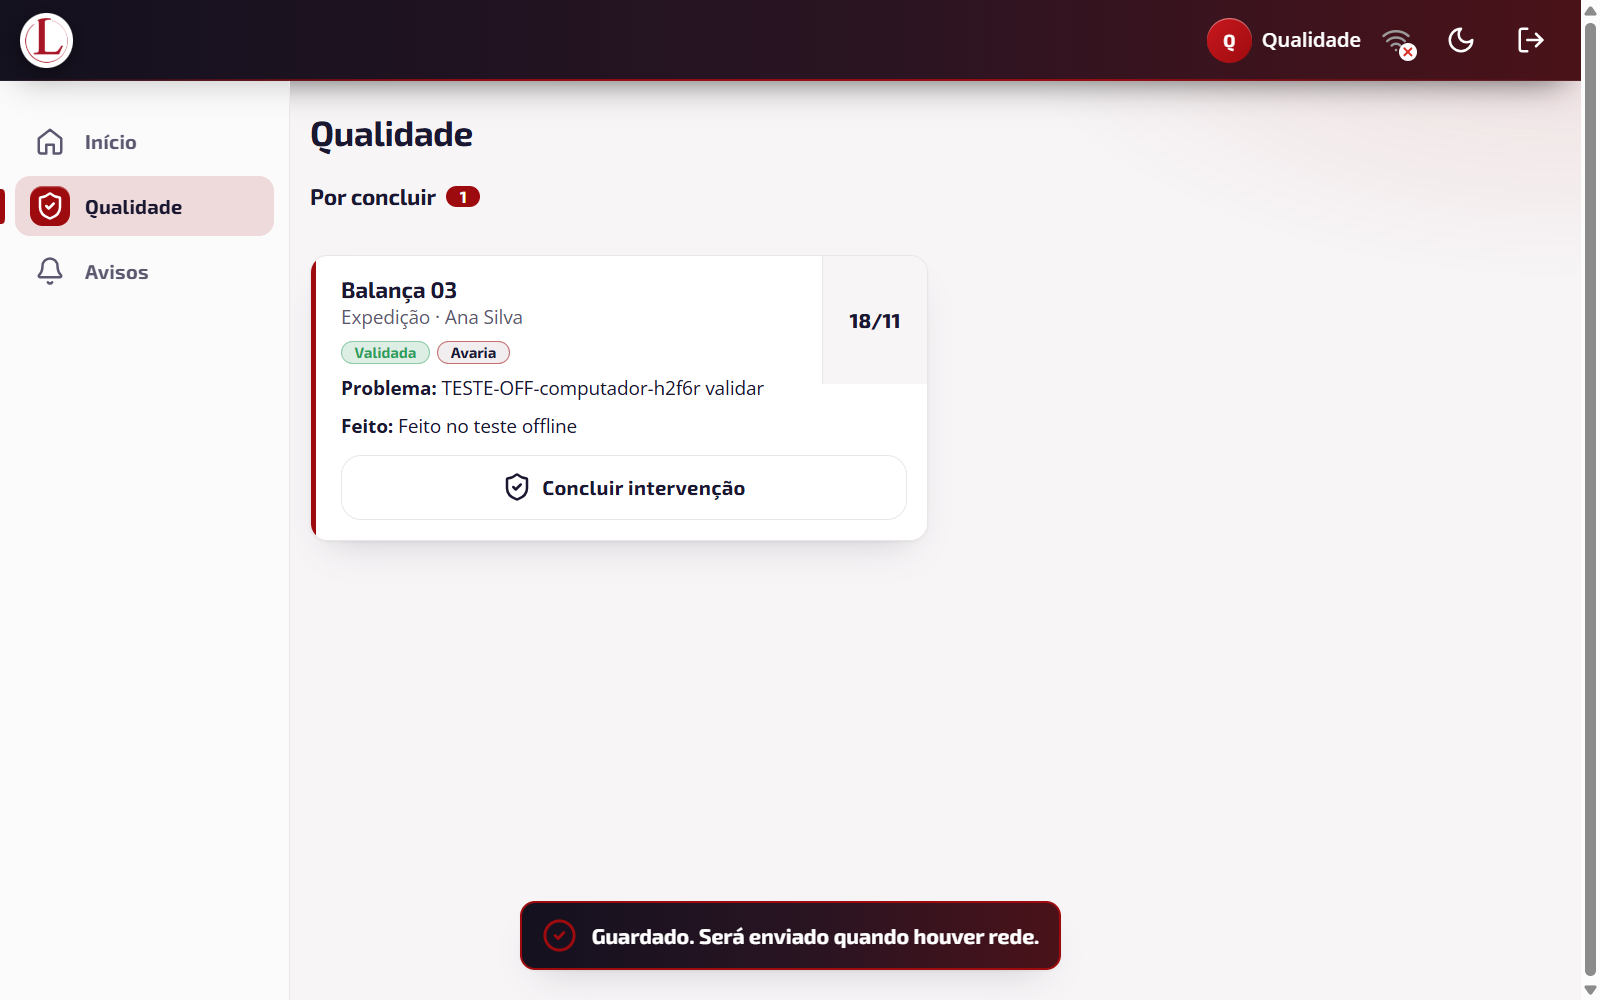 L
Q
Qualidade
Início
Qualidade
Avisos
Qualidade
Por concluir 1
Balança 03
18/11
Expedição · Ana Silva
Validada Avaria
Problema: TESTE-OFF-computador-h2f6r validar
Feito: Feito no teste offline
Concluir intervenção
Guardado. Será enviado quando houver rede.